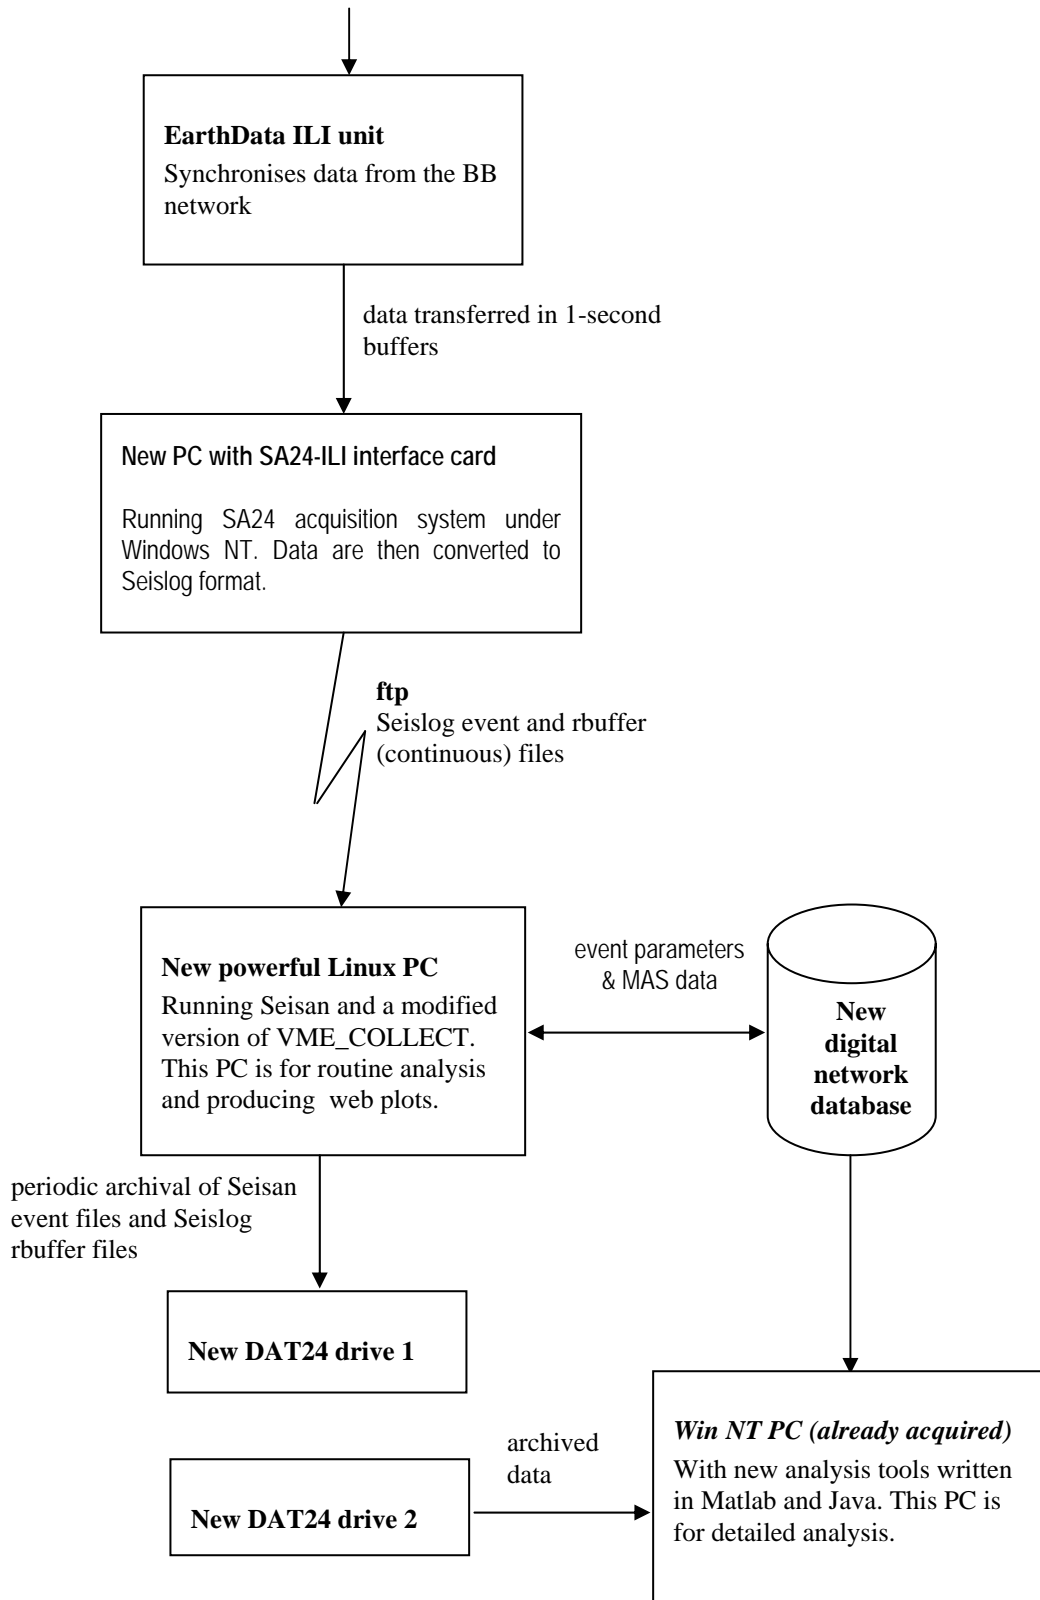 EarthData ILI unit
Synchronises data from the BB
network
data transferred in 1-second
buffers
New PC with SA24-ILI interface card
Running SA24 acquisition system under
Windows NT. Data are then converted to
Seislog format.
ftp
Seislog event and rbuffer
(continuous) files
New powerful Linux PC
Running Seisan and a modified
version of VME_COLLECT.
This PC is for routine analysis
and producing web plots.
event parameters
& MAS data
New
digital
network
database
periodic archival of Seisan
event files and Seislog
rbuffer files
New DAT24 drive 1
New DAT24 drive 2
archived
data
Win NT PC (already acquired)
With new analysis tools written
in Matlab and Java. This PC is
for detailed analysis.